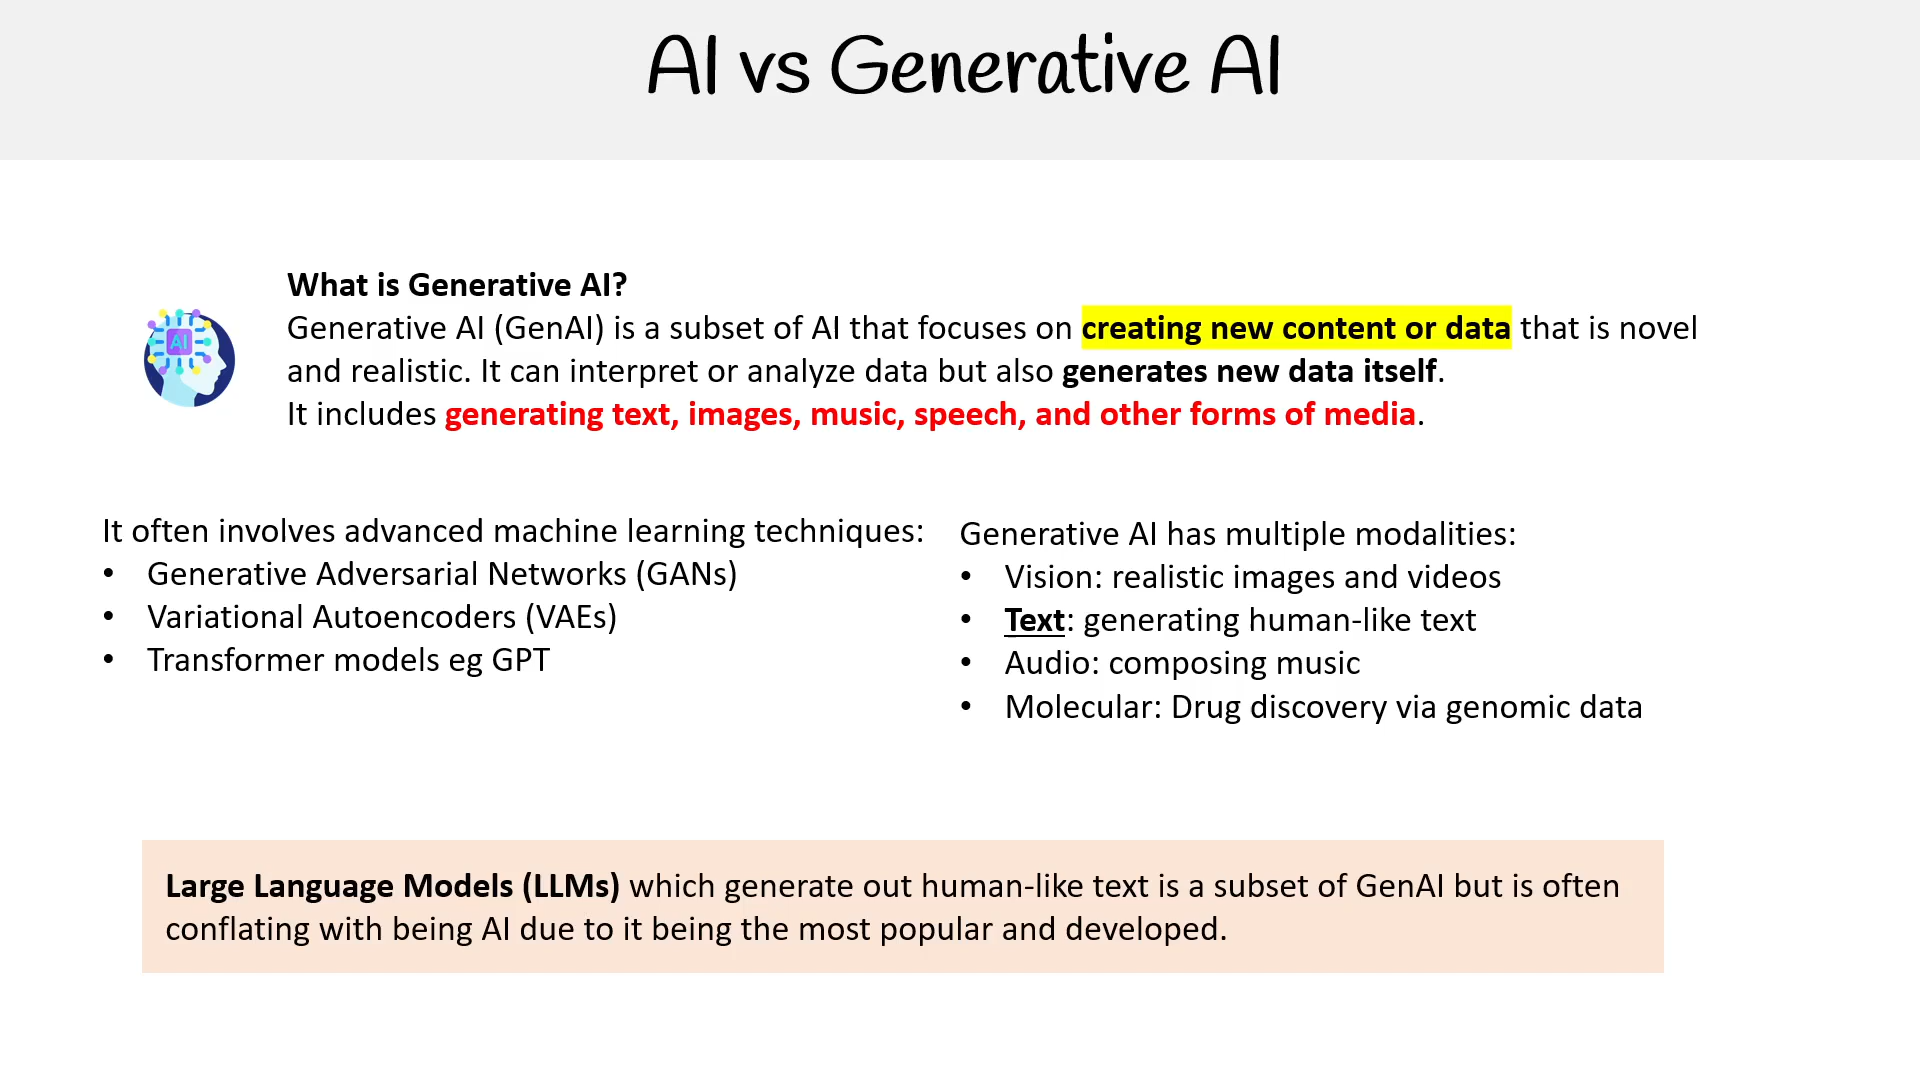 AI vs Generative AI
What is Generative AI?
Generative AI (GenAI) is a subset of AI that focuses on creating new content or data that is novel
and realistic. It can interpret or analyze data but also generates new data itself.
It includes generating text, images, music, speech, and other forms of media.
AI
It often involves advanced machine learning techniques:
• Generative Adversarial Networks (GANs)
• Variational Autoencoders (VAEs)
• Transformer models eg GPT
Generative AI has multiple modalities:
• Vision: realistic images and videos
• Text: generating human-like text
• Audio: composing music
• Molecular: Drug discovery via genomic data
Large Language Models (LLMs) which generate out human-like text is a subset of GenAI but is often
conflating with being AI due to it being the most popular and developed.